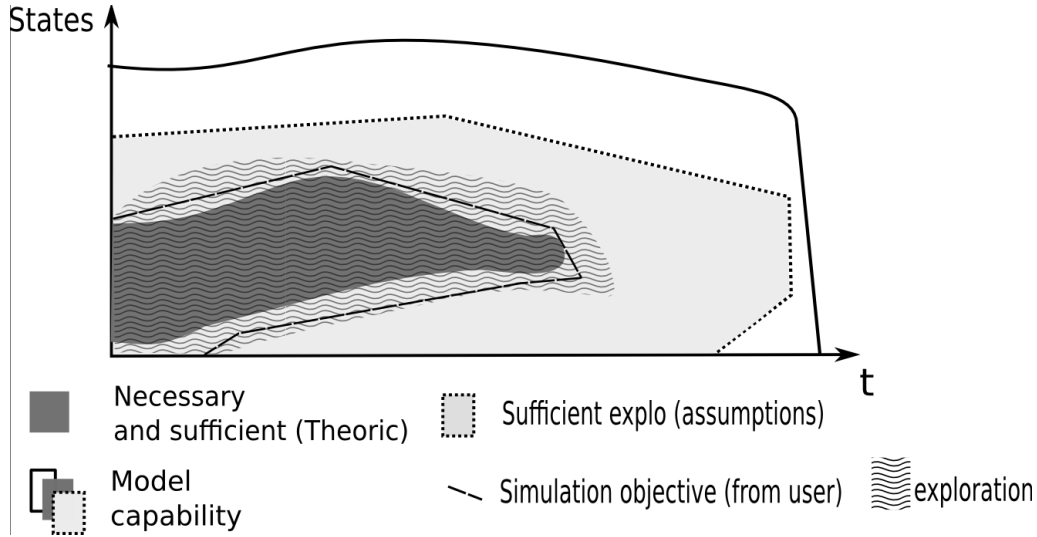 States
t
Necessary
and sufficient (Theoric)
Sufficient explo (assumptions)
Model
capability
Simulation objective (from user)
exploration